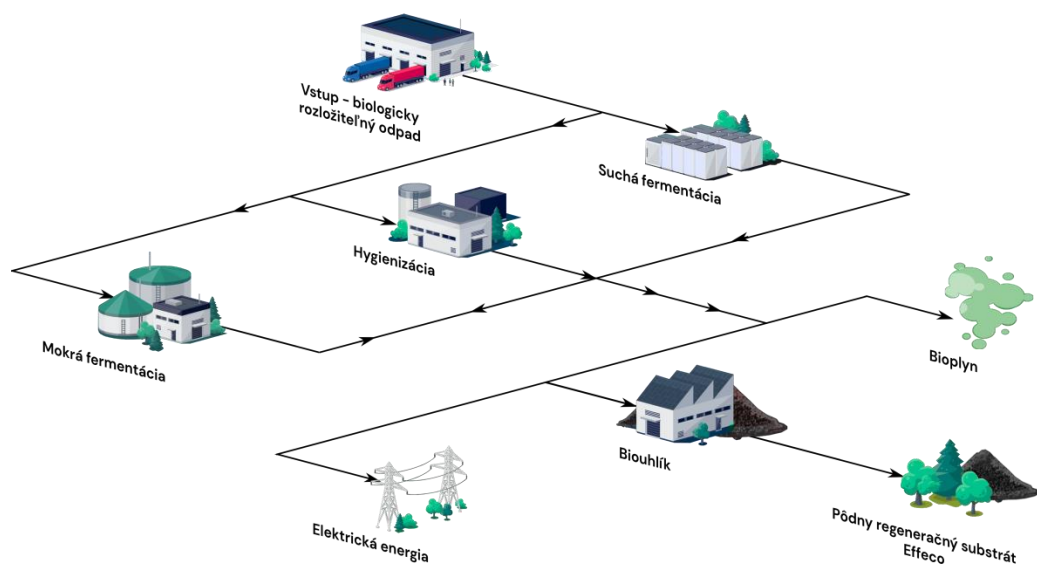 Vstup - biologicky
rozložiteľný odpad
Suchá fermentácia
Hygienizácia
Mokrá fermentácia
Bioplyn
Biouhlík
Elektrická energia
Pôdny regeneračný substrát
Effeco